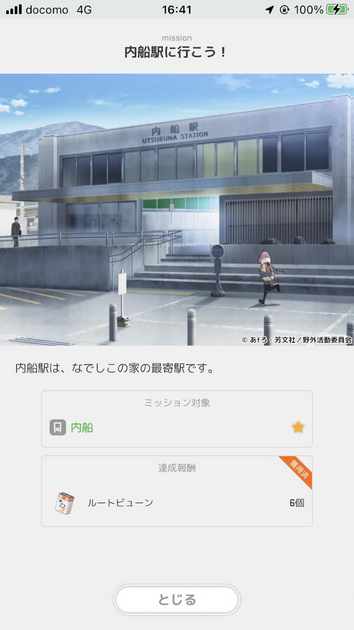 docomo 4G 16:41 100%
mission
内船駅に行こう！
内船駅
UTSUBUNA STATION
© あfろ・芳文社／野外活動委員会
内船駅は、なでしこの家の最寄駅です。
ミッション対象
内船
達成報酬
獲得済
ルートビューン 6個
とじる